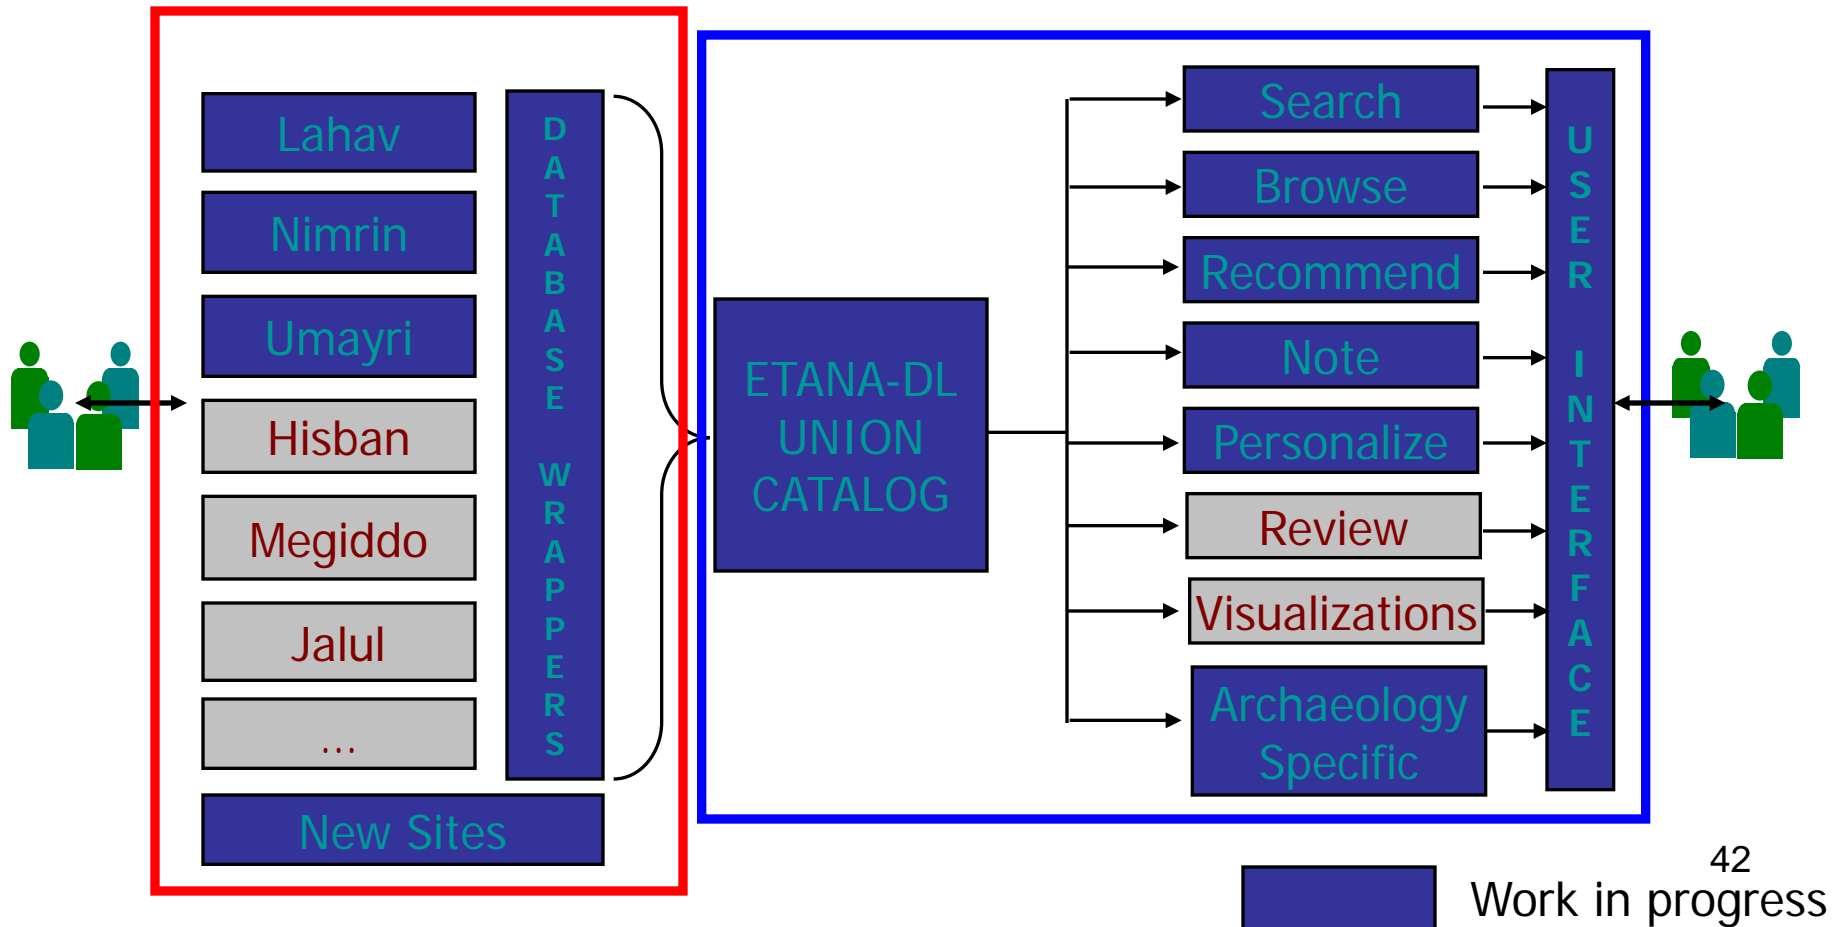 Lahav
Nimrin
Umayri
Hisban
Megiddo
Jalul
...
New Sites
DATABASE WRAPPERS
ETANA-DL
UNION
CATALOG
Search
Browse
Recommend
Note
Personalize
Review
Visualizations
Archaeology
Specific
USER INTERFACE
42
Work in progress